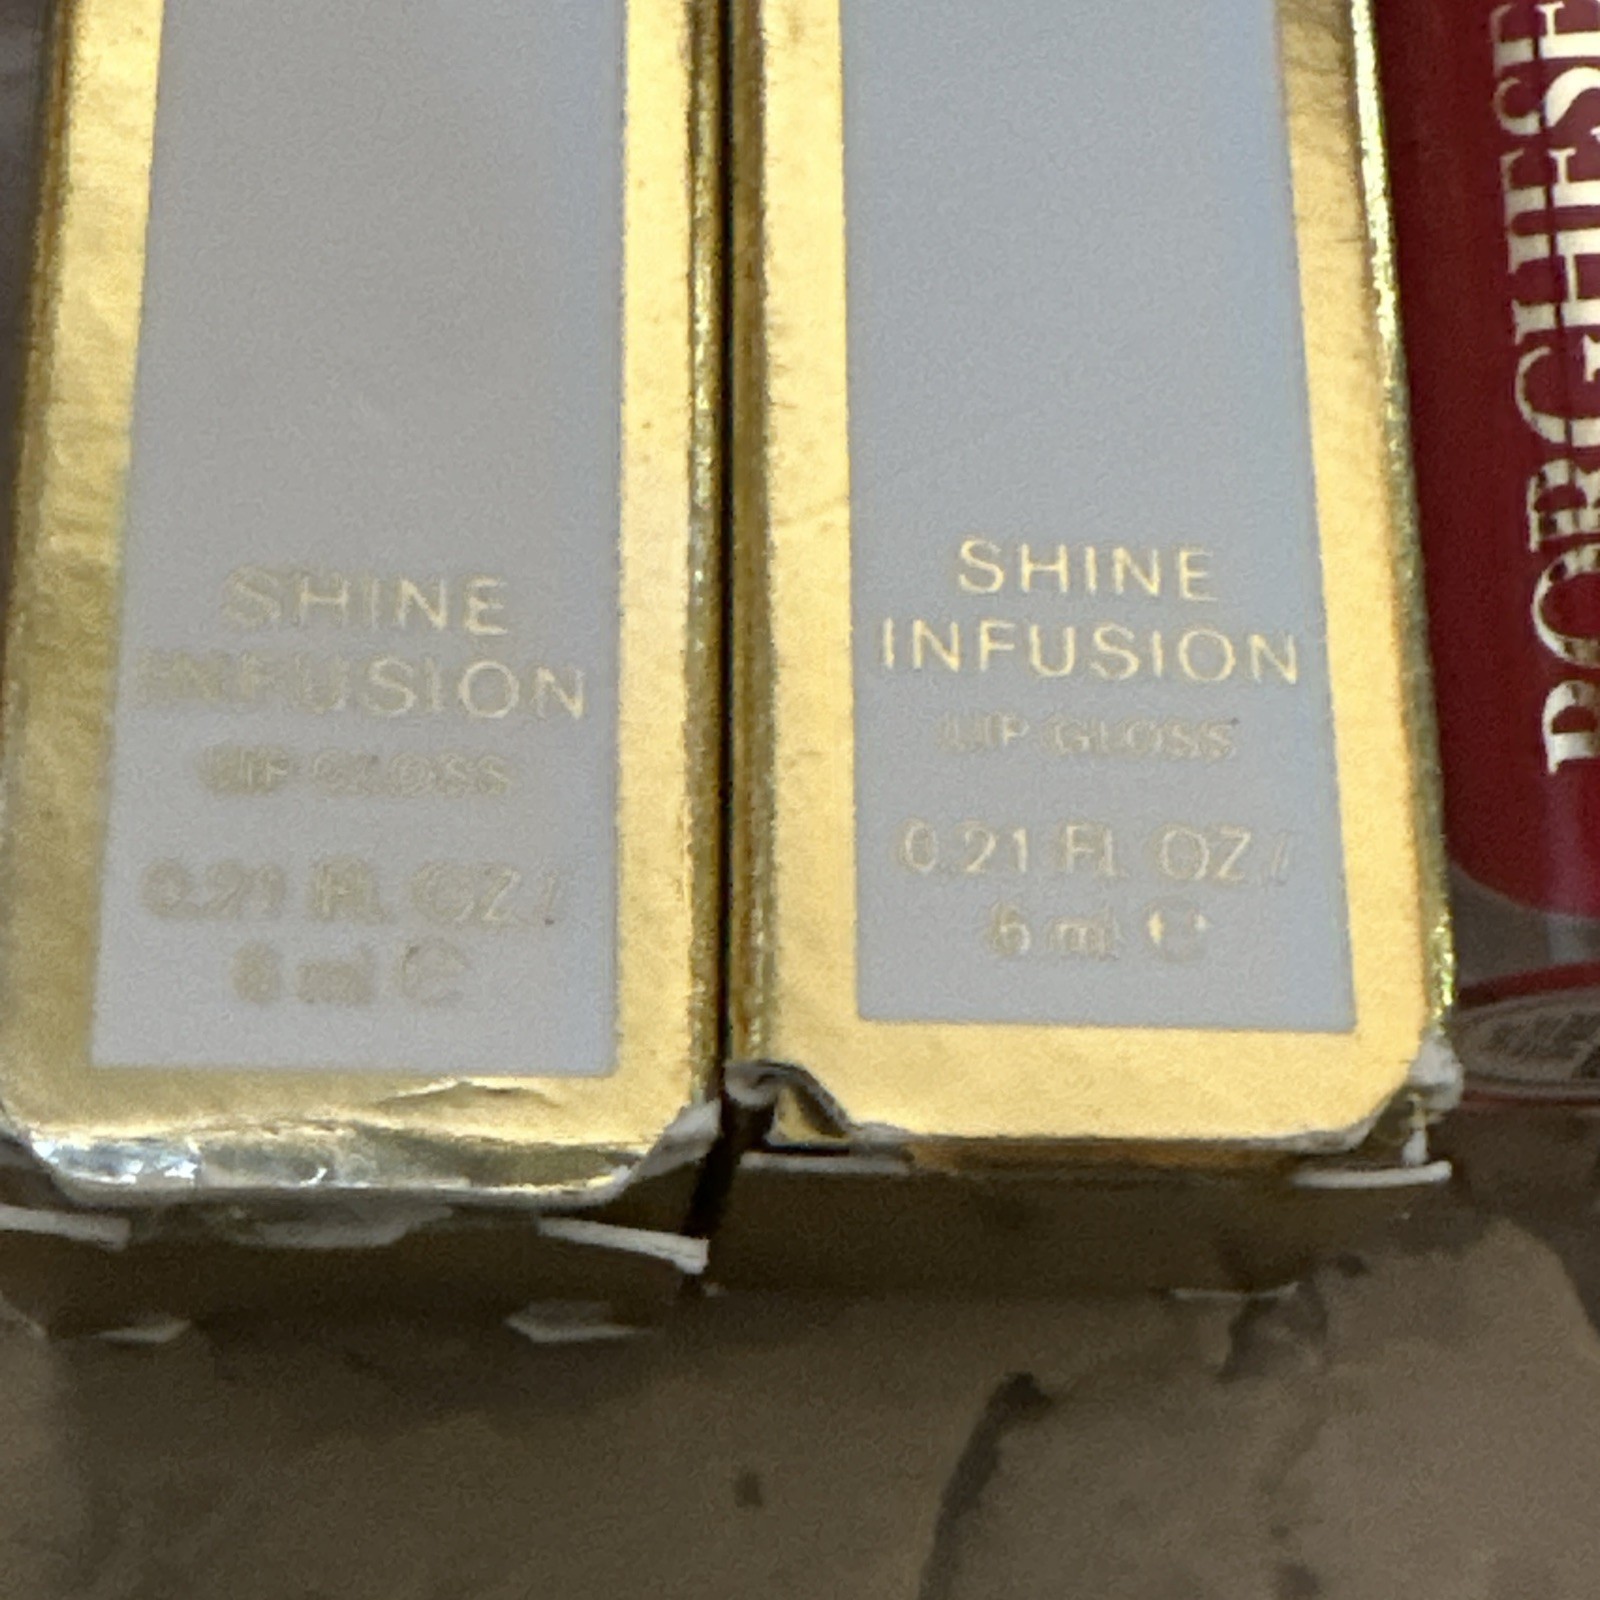 SHINE
INFUSION
LIP GLOSS
0.21 FL OZ /
6 ml ℮
SHINE
INFUSION
LIP GLOSS
0.21 FL OZ /
6 ml ℮
BORGHESE